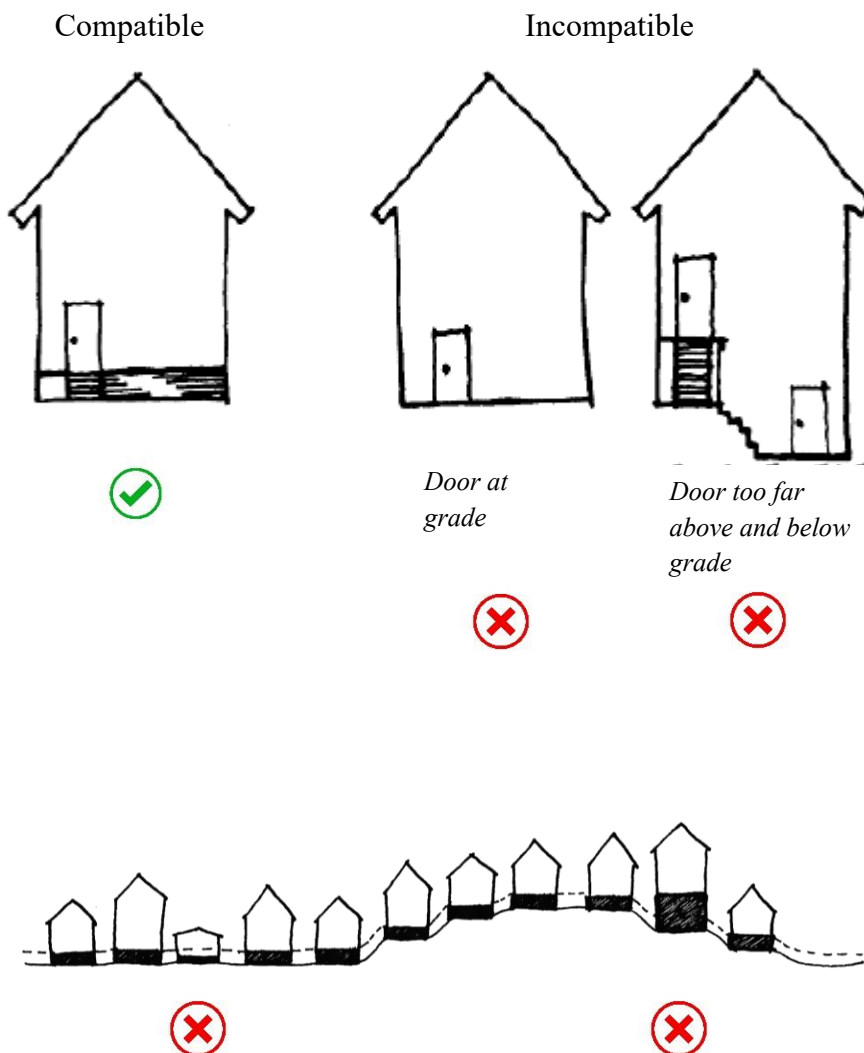 Compatible
Incompatible
Door at
grade
Door too far
above and below
grade